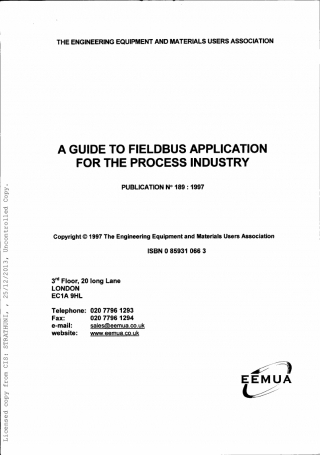 THE ENGINEERING EQUIPMENT AND MATERIALS USERS ASSOCIATION
A GUIDE TO FIELDBUS APPLICATION
FOR THE PROCESS INDUSTRY
PUBLICATION Nº 189 : 1997
Copyright © 1997 The Engineering Equipment and Materials Users Association
ISBN 0 85931 066 3
3rd Floor, 20 long Lane
LONDON
EC1A 9HL
Telephone: 020 7796 1293
Fax: 020 7796 1294
e-mail: sales@eemua.co.uk
website: www.eemua.co.uk
EEMUA
Licensed copy from CIS: STRATHUNI, , 25/12/2013, Uncontrolled Copy.